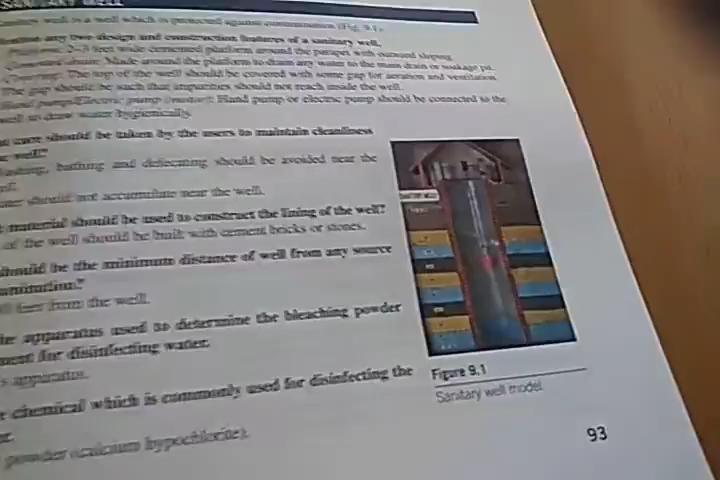 well is a well which is protected against contamination (Fig. 9.1).
any two design and construction features of a sanitary well.
2–3 feet wide cemented platform around the parapet with outward sloping
Made around the platform to drain any water to the main drain or soakage pit.
The top of the well should be covered with some gap for aeration and ventilation.
The gap should be such that impurities should not reach inside the well.
pump/Electric pump (motor): Hand pump or electric pump should be connected to the
well to draw water hygienically.
care should be taken by the users to maintain cleanliness
well?
bathing and defecating should be avoided near the
should not accumulate near the well.
material should be used to construct the lining of the well?
of the well should be built with cement bricks or stones.
should be the minimum distance of well from any source
feet from the well.
apparatus used to determine the bleaching powder
for disinfecting water.
apparatus.
chemical which is commonly used for disinfecting the
powder (calcium hypochlorite).
Figure 9.1
Sanitary well model
93